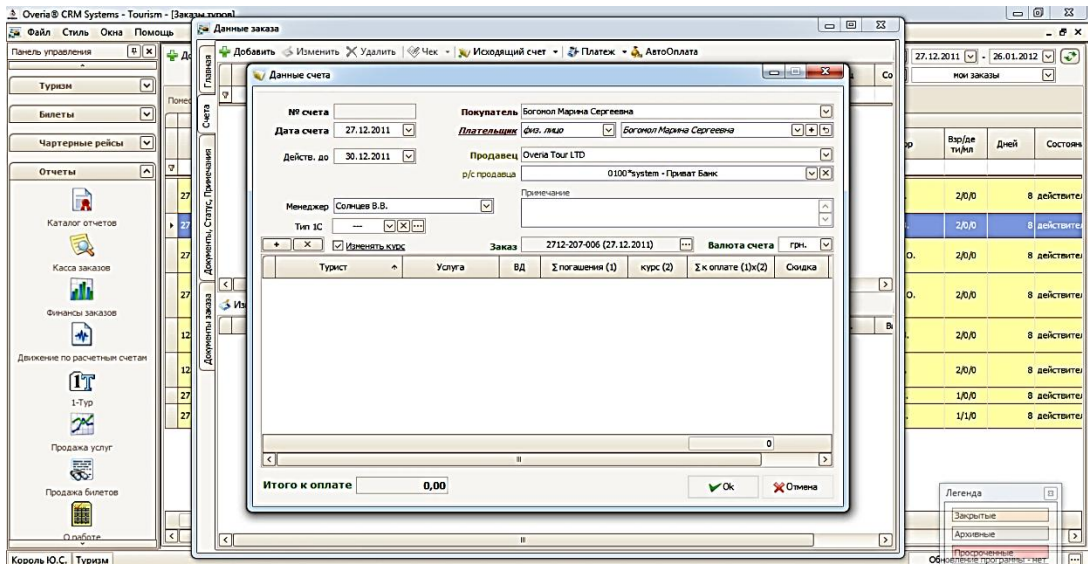 Overia® CRM Systems - Tourism - [Заказы туров]
Файл Стиль Окна Помощь
Панель управления
Туризм
Билеты
Чартерные рейсы
Отчеты
Каталог отчетов
Касса заказов
Финансы заказов
Движение по расчетным счетам
1-Тур
Продажа услуг
Продажа билетов
О работе
Король Ю.С. Туризм
Данные заказа
Добавить Изменить Удалить Чек Исходящий счет Платеж АвтоОплата
Главная
Счета
Документы, Статус, Примечания
Документы заказа
Данные счета
№ счета
Покупатель Богомол Марина Сергеевна
Дата счета 27.12.2011
Плательщик физ. лицо Богомол Марина Сергеевна
Действ. до 30.12.2011
Продавец Overia Tour LTD
р/с продавца 0100*system - Приват Банк
Примечание
Менеджер Солнцев В.В.
Тип 1С ---
+ × Изменять курс Заказ 2712-207-006 (27.12.2011) Валюта счета грн.
Турист Услуга ВД Σ погашения (1) курс (2) Σ к оплате (1)x(2) Скидка
0
Итого к оплате 0,00
Ok Отмена
27.12.2011 - 26.01.2012
мои заказы
Взр/де
ти/мл
Дней
2/0/0 8
2/0/0 8
2/0/0 8
2/0/0 8
2/0/0 8
2/0/0 8
1/0/0 8
1/1/0 8
Легенда
Закрытые
Архивные
Просроченные
Обновление программы - нет